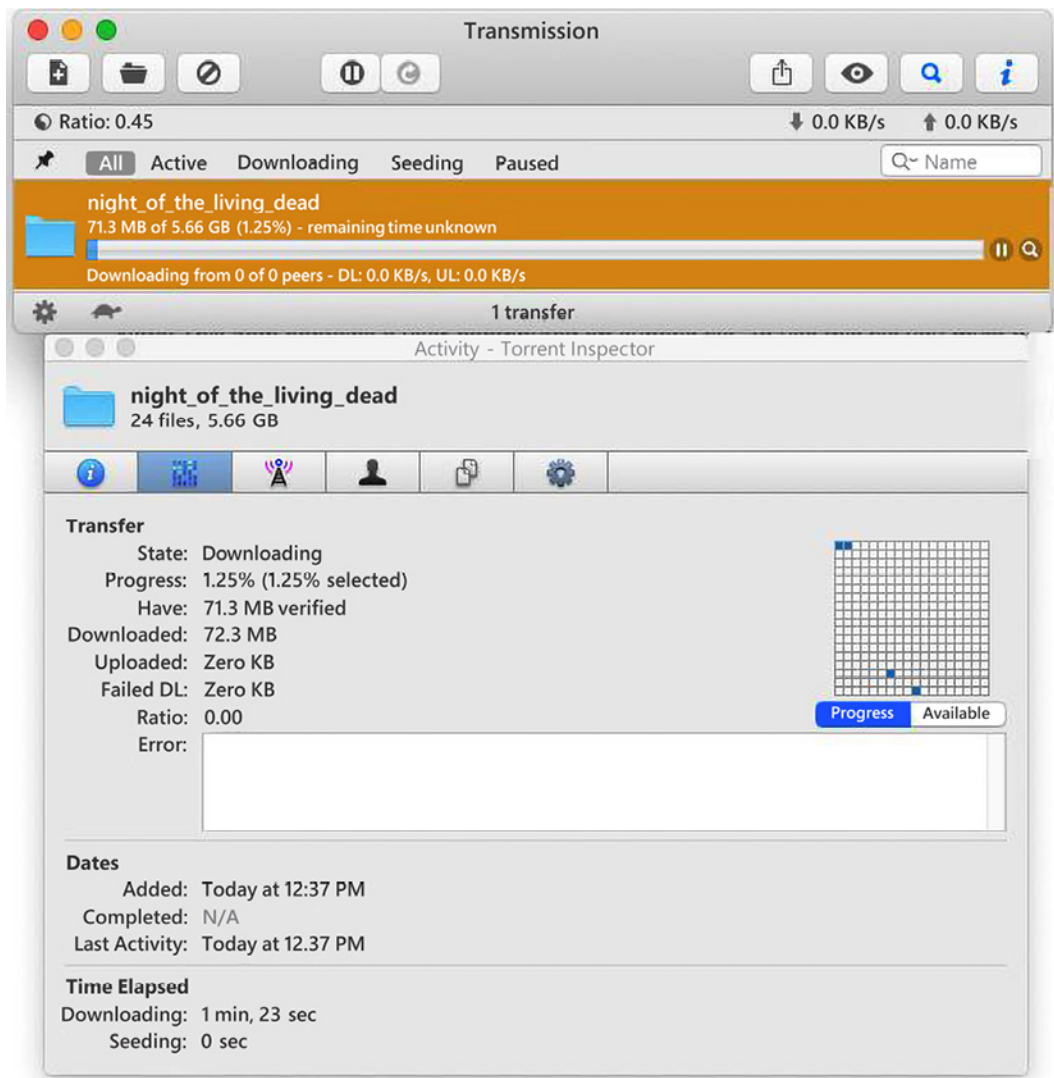 Transmission
Ratio: 0.45
0.0 KB/s 0.0 KB/s
All Active Downloading Seeding Paused
Name
night_of_the_living_dead
71.3 MB of 5.66 GB (1.25%) - remaining time unknown
Downloading from 0 of 0 peers - DL: 0.0 KB/s, UL: 0.0 KB/s
1 transfer
Activity - Torrent Inspector
night_of_the_living_dead
24 files, 5.66 GB
Transfer
State: Downloading
Progress: 1.25% (1.25% selected)
Have: 71.3 MB verified
Downloaded: 72.3 MB
Uploaded: Zero KB
Failed DL: Zero KB
Ratio: 0.00
Progress Available
Error:
Dates
Added: Today at 12:37 PM
Completed: N/A
Last Activity: Today at 12.37 PM
Time Elapsed
Downloading: 1 min, 23 sec
Seeding: 0 sec